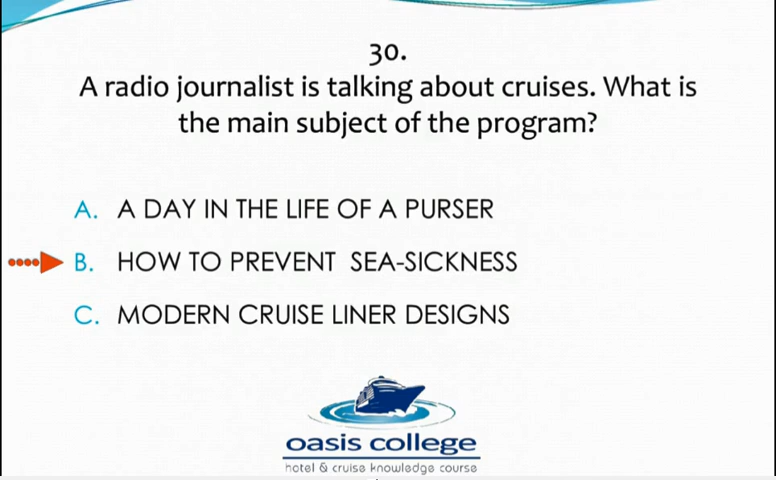 30.
A radio journalist is talking about cruises. What is
the main subject of the program?
A. A DAY IN THE LIFE OF A PURSER
B. HOW TO PREVENT SEA-SICKNESS
C. MODERN CRUISE LINER DESIGNS
oasis college
hotel & cruise knowledge course